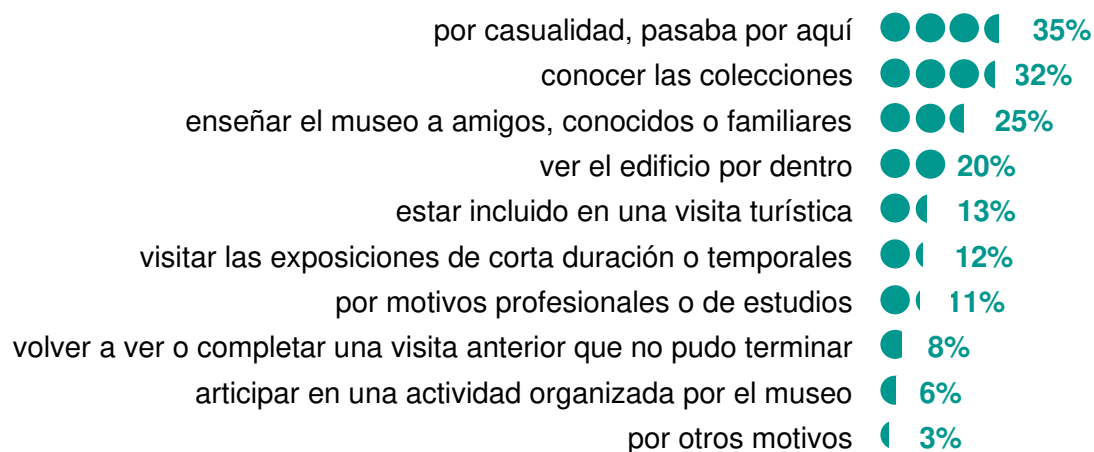 por casualidad, pasaba por aquí 35%
conocer las colecciones 32%
enseñar el museo a amigos, conocidos o familiares 25%
ver el edificio por dentro 20%
estar incluido en una visita turística 13%
visitar las exposiciones de corta duración o temporales 12%
por motivos profesionales o de estudios 11%
volver a ver o completar una visita anterior que no pudo terminar 8%
articipar en una actividad organizada por el museo 6%
por otros motivos 3%